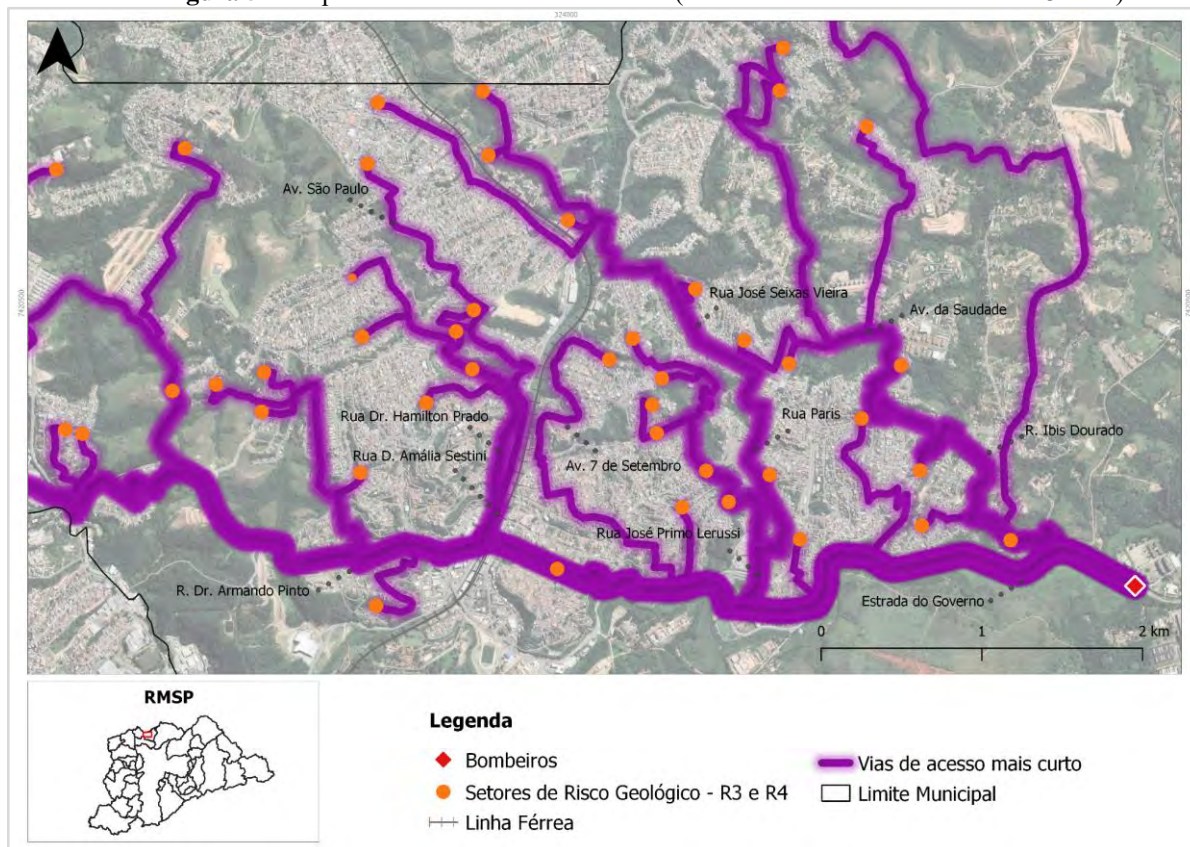 324000
7420500
7420500
Av. São Paulo
Rua José Seixas Vieira
Av. da Saudade
Rua Dr. Hamilton Prado
Rua Paris
R. Ibis Dourado
Rua D. Amália Sestini
Av. 7 de Setembro
Rua José Primo Lerussi
R. Dr. Armando Pinto
Estrada do Governo
0 1 2 km
RMSP
Legenda
Bombeiros
Setores de Risco Geológico - R3 e R4
Linha Férrea
Vias de acesso mais curto
Limite Municipal